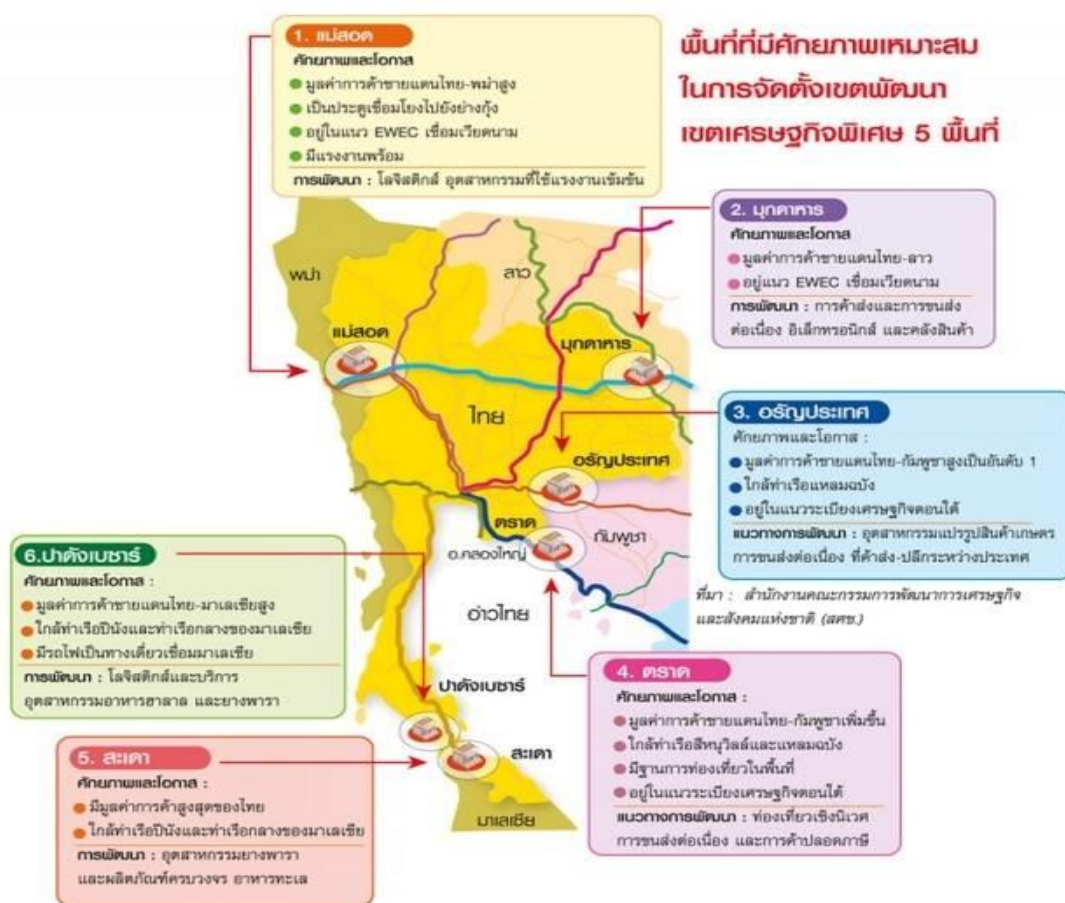 พื้นที่ที่มีศักยภาพเหมาะสม
ในการจัดตั้งเขตพัฒนา
เขตเศรษฐกิจพิเศษ 5 พื้นที่
1. แม่สอด
ศักยภาพและโอกาส
มูลค่าการค้าชายแดนไทย-พม่าสูง
เป็นประตูเชื่อมโยงไปยังย่างกุ้ง
อยู่ในแนว EWEC เชื่อมเวียดนาม
มีแรงงานพร้อม
การพัฒนา : โลจิสติกส์ อุตสาหกรรมที่ใช้แรงงานเข้มข้น
2. มุกดาหาร
ศักยภาพและโอกาส
มูลค่าการค้าชายแดนไทย-ลาว
อยู่แนว EWEC เชื่อมเวียดนาม
การพัฒนา : การค้าส่งและการขนส่ง
ต่อเนื่อง อิเล็กทรอนิกส์ และคลังสินค้า
พม่า
ลาว
แม่สอด
มุกดาหาร
ไทย
อรัญประเทศ
ตราด
กัมพูชา
อ.คลองใหญ่
อ่าวไทย
ปาดังเบซาร์
สะเดา
มาเลเซีย
3. อรัญประเทศ
ศักยภาพและโอกาส :
มูลค่าการค้าชายแดนไทย-กัมพูชาสูงเป็นอันดับ 1
ใกล้ท่าเรือแหลมฉบัง
อยู่ในแนวระเบียงเศรษฐกิจตอนใต้
แนวทางการพัฒนา : อุตสาหกรรมแปรรูปสินค้าเกษตร
การขนส่งต่อเนื่อง ที่ค้าส่ง-ปลีกระหว่างประเทศ
ที่มา : สำนักงานคณะกรรมการพัฒนาการเศรษฐกิจ
และสังคมแห่งชาติ (สศช.)
4. ตราด
ศักยภาพและโอกาส :
มูลค่าการค้าชายแดนไทย-กัมพูชาเพิ่มขึ้น
ใกล้ท่าเรือสีหนุวิลล์และแหลมฉบัง
มีฐานการท่องเที่ยวในพื้นที่
อยู่ในแนวระเบียงเศรษฐกิจตอนใต้
แนวทางการพัฒนา : ท่องเที่ยวเชิงนิเวศ
การขนส่งต่อเนื่อง และการค้าปลอดภาษี
6.ปาดังเบซาร์
ศักยภาพและโอกาส :
มูลค่าการค้าชายแดนไทย-มาเลเซียสูง
ใกล้ท่าเรือปีนังและท่าเรือกลางของมาเลเซีย
มีรถไฟเป็นทางเดี่ยวเชื่อมมาเลเซีย
การพัฒนา : โลจิสติกส์และบริการ
อุตสาหกรรมอาหารฮาลาล และยางพารา
5. สะเดา
ศักยภาพและโอกาส :
มีมูลค่าการค้าสูงสุดของไทย
ใกล้ท่าเรือปีนังและท่าเรือกลางของมาเลเซีย
การพัฒนา : อุตสาหกรรมยางพารา
และผลิตภัณฑ์ครบวงจร อาหารทะเล